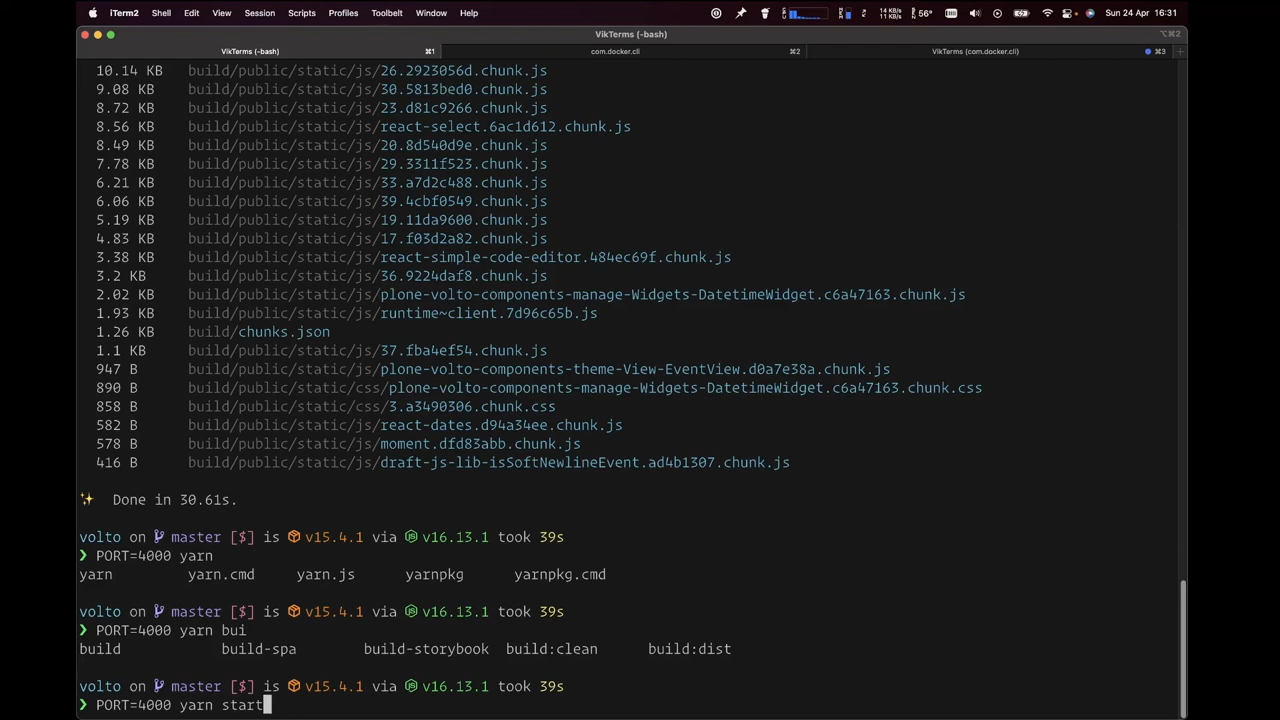 iTerm2 Shell Edit View Session Scripts Profiles Toolbelt Window Help 14 KB/s 11 KB/s 56° Sun 24 Apr 16:31
VikTerms (-bash) ⌥⌘2
VikTerms (-bash) ⌘1 com.docker.cli ⌘2 VikTerms (com.docker.cli) ⌘3
10.14 KB build/public/static/js/26.2923056d.chunk.js
9.08 KB build/public/static/js/30.5813bed0.chunk.js
8.72 KB build/public/static/js/23.d81c9266.chunk.js
8.56 KB build/public/static/js/react-select.6ac1d612.chunk.js
8.49 KB build/public/static/js/20.8d540d9e.chunk.js
7.78 KB build/public/static/js/29.3311f523.chunk.js
6.21 KB build/public/static/js/33.a7d2c488.chunk.js
6.06 KB build/public/static/js/39.4cbf0549.chunk.js
5.19 KB build/public/static/js/19.11da9600.chunk.js
4.83 KB build/public/static/js/17.f03d2a82.chunk.js
3.38 KB build/public/static/js/react-simple-code-editor.484ec69f.chunk.js
3.2 KB build/public/static/js/36.9224daf8.chunk.js
2.02 KB build/public/static/js/plone-volto-components-manage-Widgets-DatetimeWidget.c6a47163.chunk.js
1.93 KB build/public/static/js/runtime~client.7d96c65b.js
1.26 KB build/chunks.json
1.1 KB build/public/static/js/37.fba4ef54.chunk.js
947 B build/public/static/js/plone-volto-components-theme-View-EventView.d0a7e38a.chunk.js
890 B build/public/static/css/plone-volto-components-manage-Widgets-DatetimeWidget.c6a47163.chunk.css
858 B build/public/static/css/3.a3490306.chunk.css
582 B build/public/static/js/react-dates.d94a34ee.chunk.js
578 B build/public/static/js/moment.dfd83abb.chunk.js
416 B build/public/static/js/draft-js-lib-isSoftNewlineEvent.ad4b1307.chunk.js
✨ Done in 30.61s.
volto on master [$] is v15.4.1 via v16.13.1 took 39s
❯ PORT=4000 yarn
yarn yarn.cmd yarn.js yarnpkg yarnpkg.cmd
volto on master [$] is v15.4.1 via v16.13.1 took 39s
❯ PORT=4000 yarn bui
build build-spa build-storybook build:clean build:dist
volto on master [$] is v15.4.1 via v16.13.1 took 39s
❯ PORT=4000 yarn start